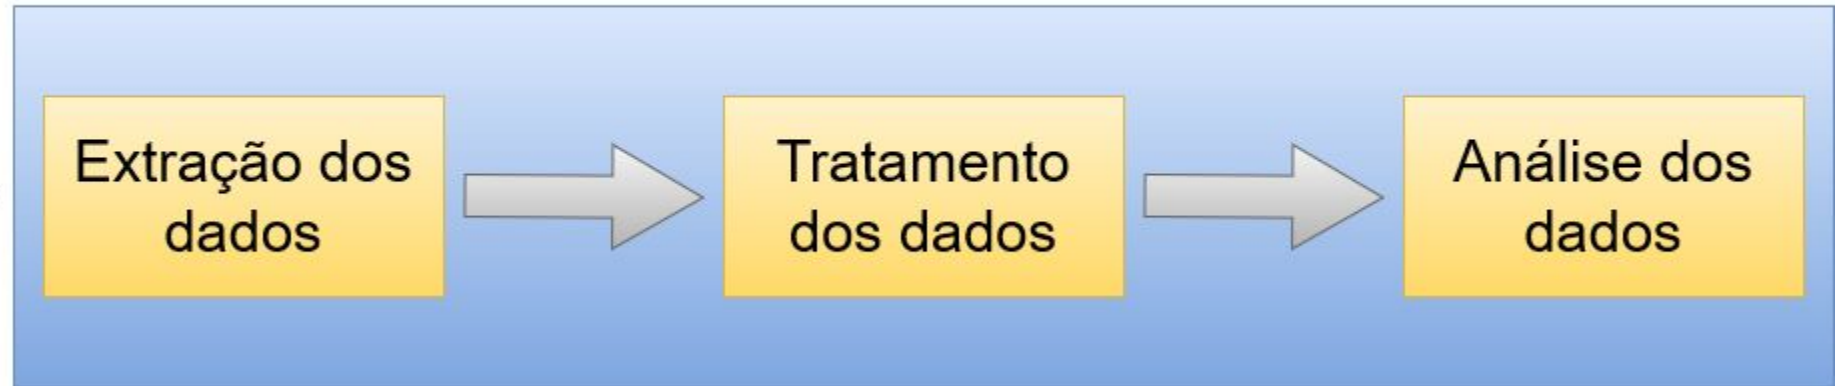 Extração dos
dados
Tratamento
dos dados
Análise dos
dados